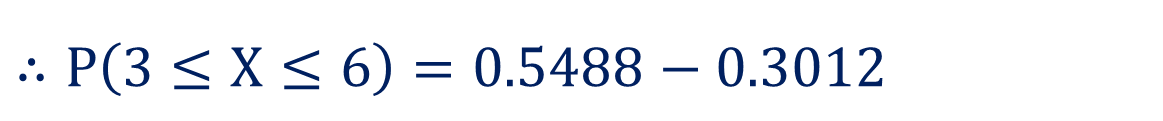 ∴ P(3 ≤ X ≤ 6) = 0.5488 − 0.3012